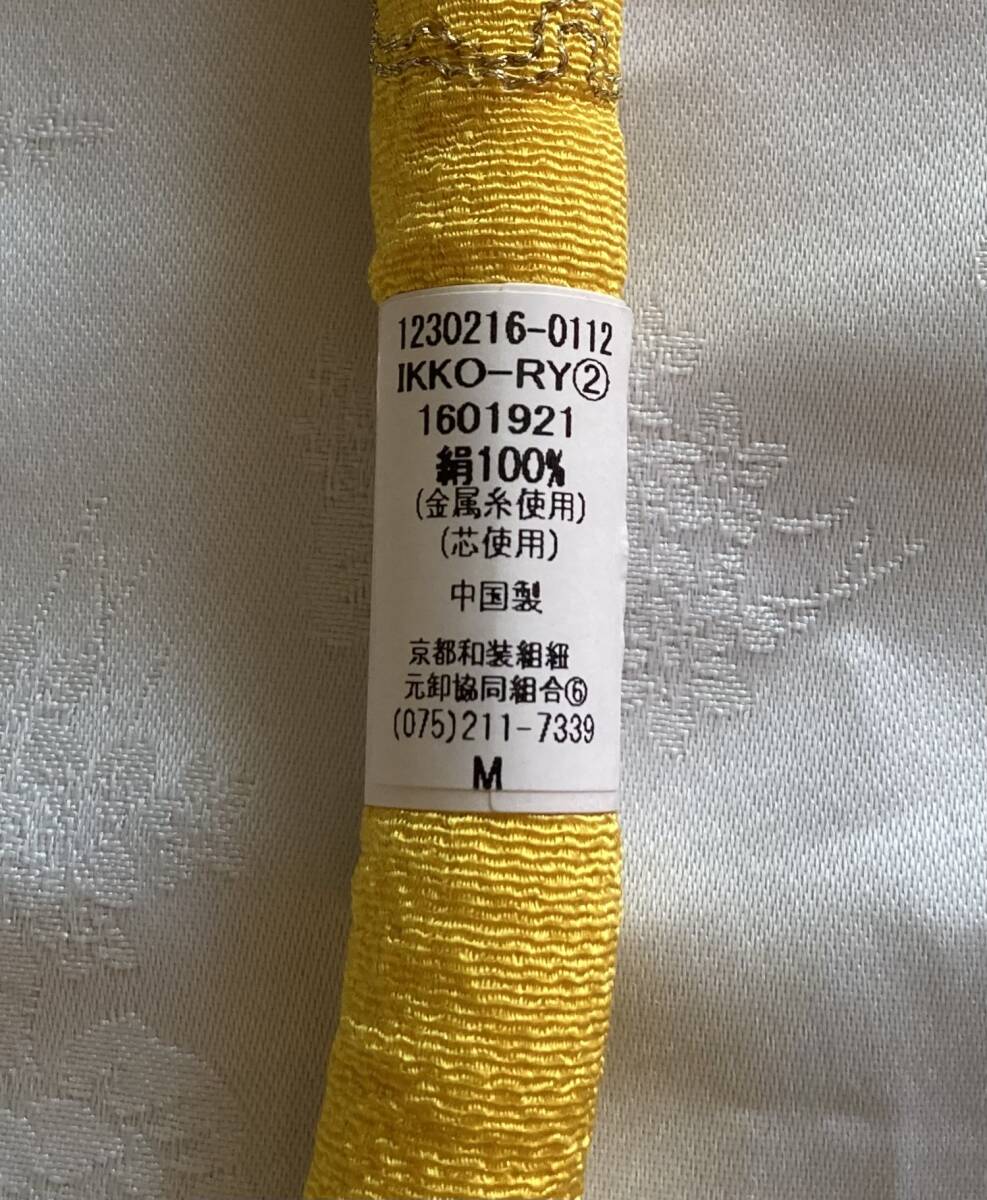 1230216-0112
IKKO-RY②
1601921
絹100%
(金属糸使用)
(芯使用)
中国製
京都和装組紐
元卸協同組合⑥
(075)211-7339
M